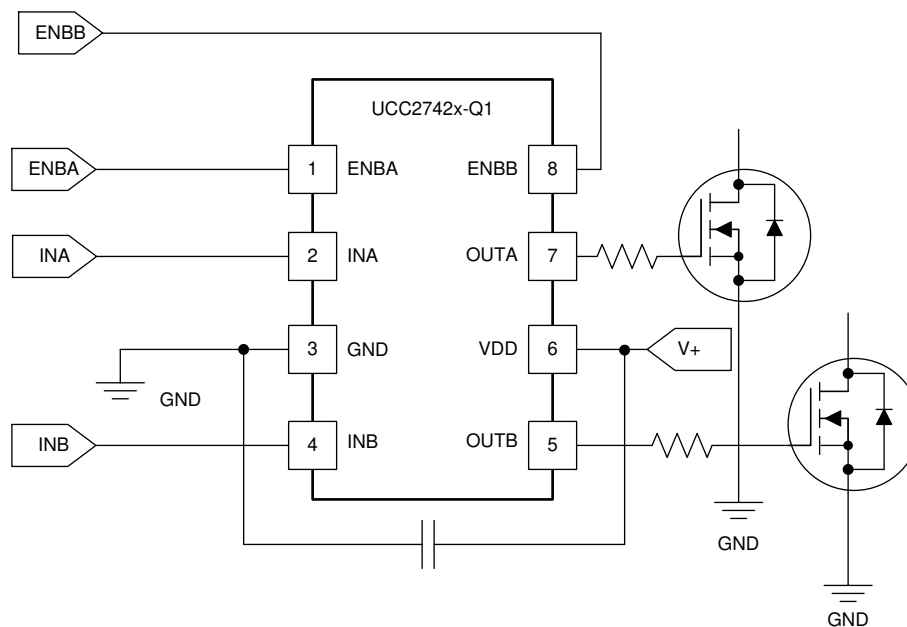 ENBB
UCC2742x-Q1
ENBA
1
ENBA
ENBB
8
INA
2
INA
OUTA
7
3
GND
VDD
6
V+
GND
INB
4
INB
OUTB
5
GND
GND